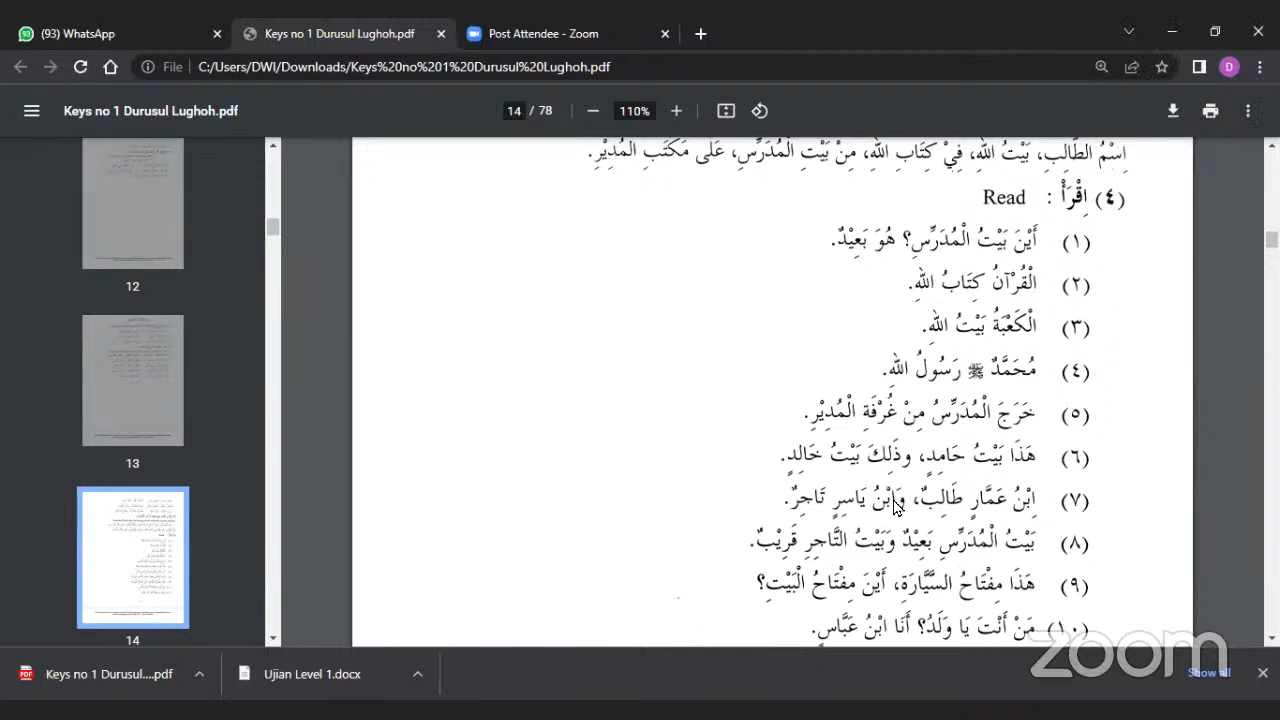 (93) WhatsApp
Keys no 1 Durusul Lughoh.pdf
Post Attendee - Zoom
File
C:/Users/DWI/Downloads/Keys%20no%201%20Durusul%20Lughoh.pdf
D
Keys no 1 Durusul Lughoh.pdf
14 / 78
110%
12
13
14
اِسْمُ الطَّالِبِ، بَيْتُ اللهِ، فِيْ كِتَابِ اللهِ، مِنْ بَيْتِ الْمُدَرِّسِ، عَلَى مَكْتَبِ الْمُدِيْرِ.
(٤) اِقْرَأْ : Read
(١) أَيْنَ بَيْتُ الْمُدَرِّسِ؟ هُوَ بَعِيْدٌ.
(٢) الْقُرْآنُ كِتَابُ اللهِ.
(٣) الْكَعْبَةُ بَيْتُ اللهِ.
(٤) مُحَمَّدٌ ﷺ رَسُولُ اللهِ.
(٥) خَرَجَ الْمُدَرِّسُ مِنْ غُرْفَةِ الْمُدِيْرِ.
(٦) هَذَا بَيْتُ حَامِدٍ، وذَلِكَ بَيْتُ خَالِدٍ.
(٧) ابْنُ عَمَّارٍ طَالِبٌ، وَابْنُ يَاسِرٍ تَاجِرٌ.
(٨) بَيْتُ الْمُدَرِّسِ بَعِيْدٌ وَبَيْتُ التَّاجِرِ قَرِيْبٌ.
(٩) هَذَا مِفْتَاحُ السَّيَّارَةِ، أَيْنَ مِفْتَاحُ الْبَيْتِ؟
(١٠) مَنْ أَنْتَ يَا وَلَدُ؟ أَنَا ابْنُ عَبَّاسٍ.
zoom
Keys no 1 Durusul....pdf
Ujian Level 1.docx
Show all